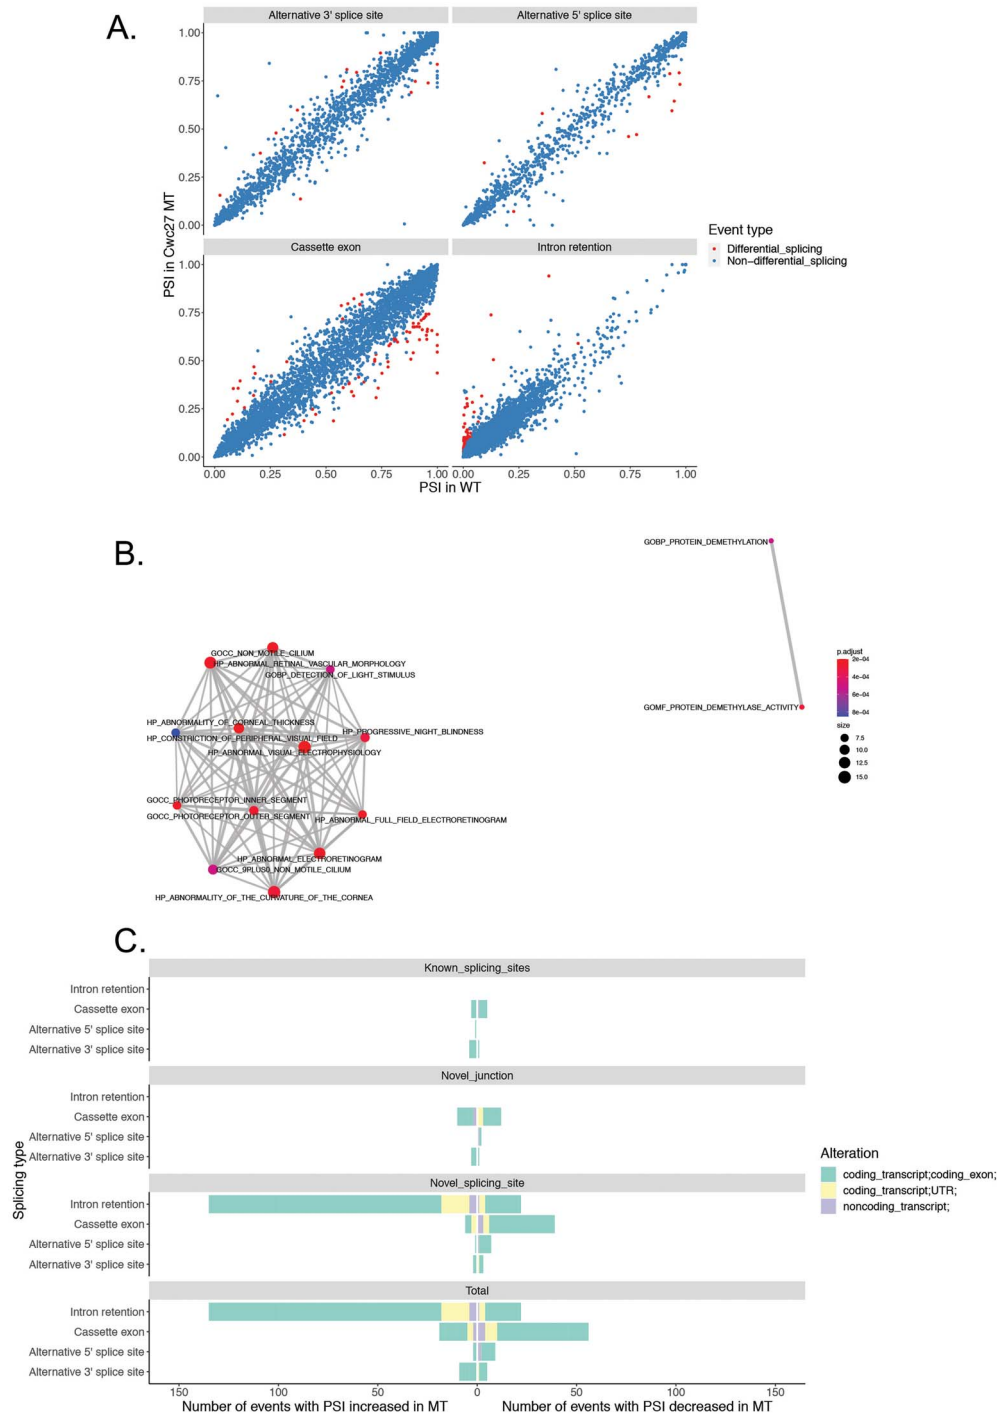 A.
Alternative 3' splice site
Alternative 5' splice site
1.00
0.75
0.50
0.25
0.00
Cassette exon
Intron retention
1.00
0.75
0.50
0.25
0.00
0.00 0.25 0.50 0.75 1.00 0.00 0.25 0.50 0.75 1.00
PSI in WT
PSI in Cwc27 MT
Event type
Differential_splicing
Non-differential_splicing
B.
GOBP_PROTEIN_DEMETHYLATION
GOMF_PROTEIN_DEMETHYLASE_ACTIVITY
GOCC_NON_MOTILE_CILIUM
HP_ABNORMAL_RETINAL_VASCULAR_MORPHOLOGY
GOBP_DETECTION_OF_LIGHT_STIMULUS
HP_ABNORMALITY_OF_CORNEAL_THICKNESS
HP_PROGRESSIVE_NIGHT_BLINDNESS
HP_CONSTRICTION_OF_PERIPHERAL_VISUAL_FIELD
HP_ABNORMAL_VISUAL_ELECTROPHYSIOLOGY
GOCC_PHOTORECEPTOR_INNER_SEGMENT
GOCC_PHOTORECEPTOR_OUTER_SEGMENT
HP_ABNORMAL_FULL_FIELD_ELECTRORETINOGRAM
HP_ABNORMAL_ELECTRORETINOGRAM
GOCC_9PLUS0_NON_MOTILE_CILIUM
HP_ABNORMALITY_OF_THE_CURVATURE_OF_THE_CORNEA
p.adjust
2e-04
4e-04
6e-04
8e-04
size
7.5
10.0
12.5
15.0
C.
Known_splicing_sites
Intron retention
Cassette exon
Alternative 5' splice site
Alternative 3' splice site
Novel_junction
Intron retention
Cassette exon
Alternative 5' splice site
Alternative 3' splice site
Novel_splicing_site
Intron retention
Cassette exon
Alternative 5' splice site
Alternative 3' splice site
Total
Intron retention
Cassette exon
Alternative 5' splice site
Alternative 3' splice site
150 100 50 0 50 100 150
Number of events with PSI increased in MT
Number of events with PSI decreased in MT
Splicing type
Alteration
coding_transcript;coding_exon;
coding_transcript;UTR;
noncoding_transcript;